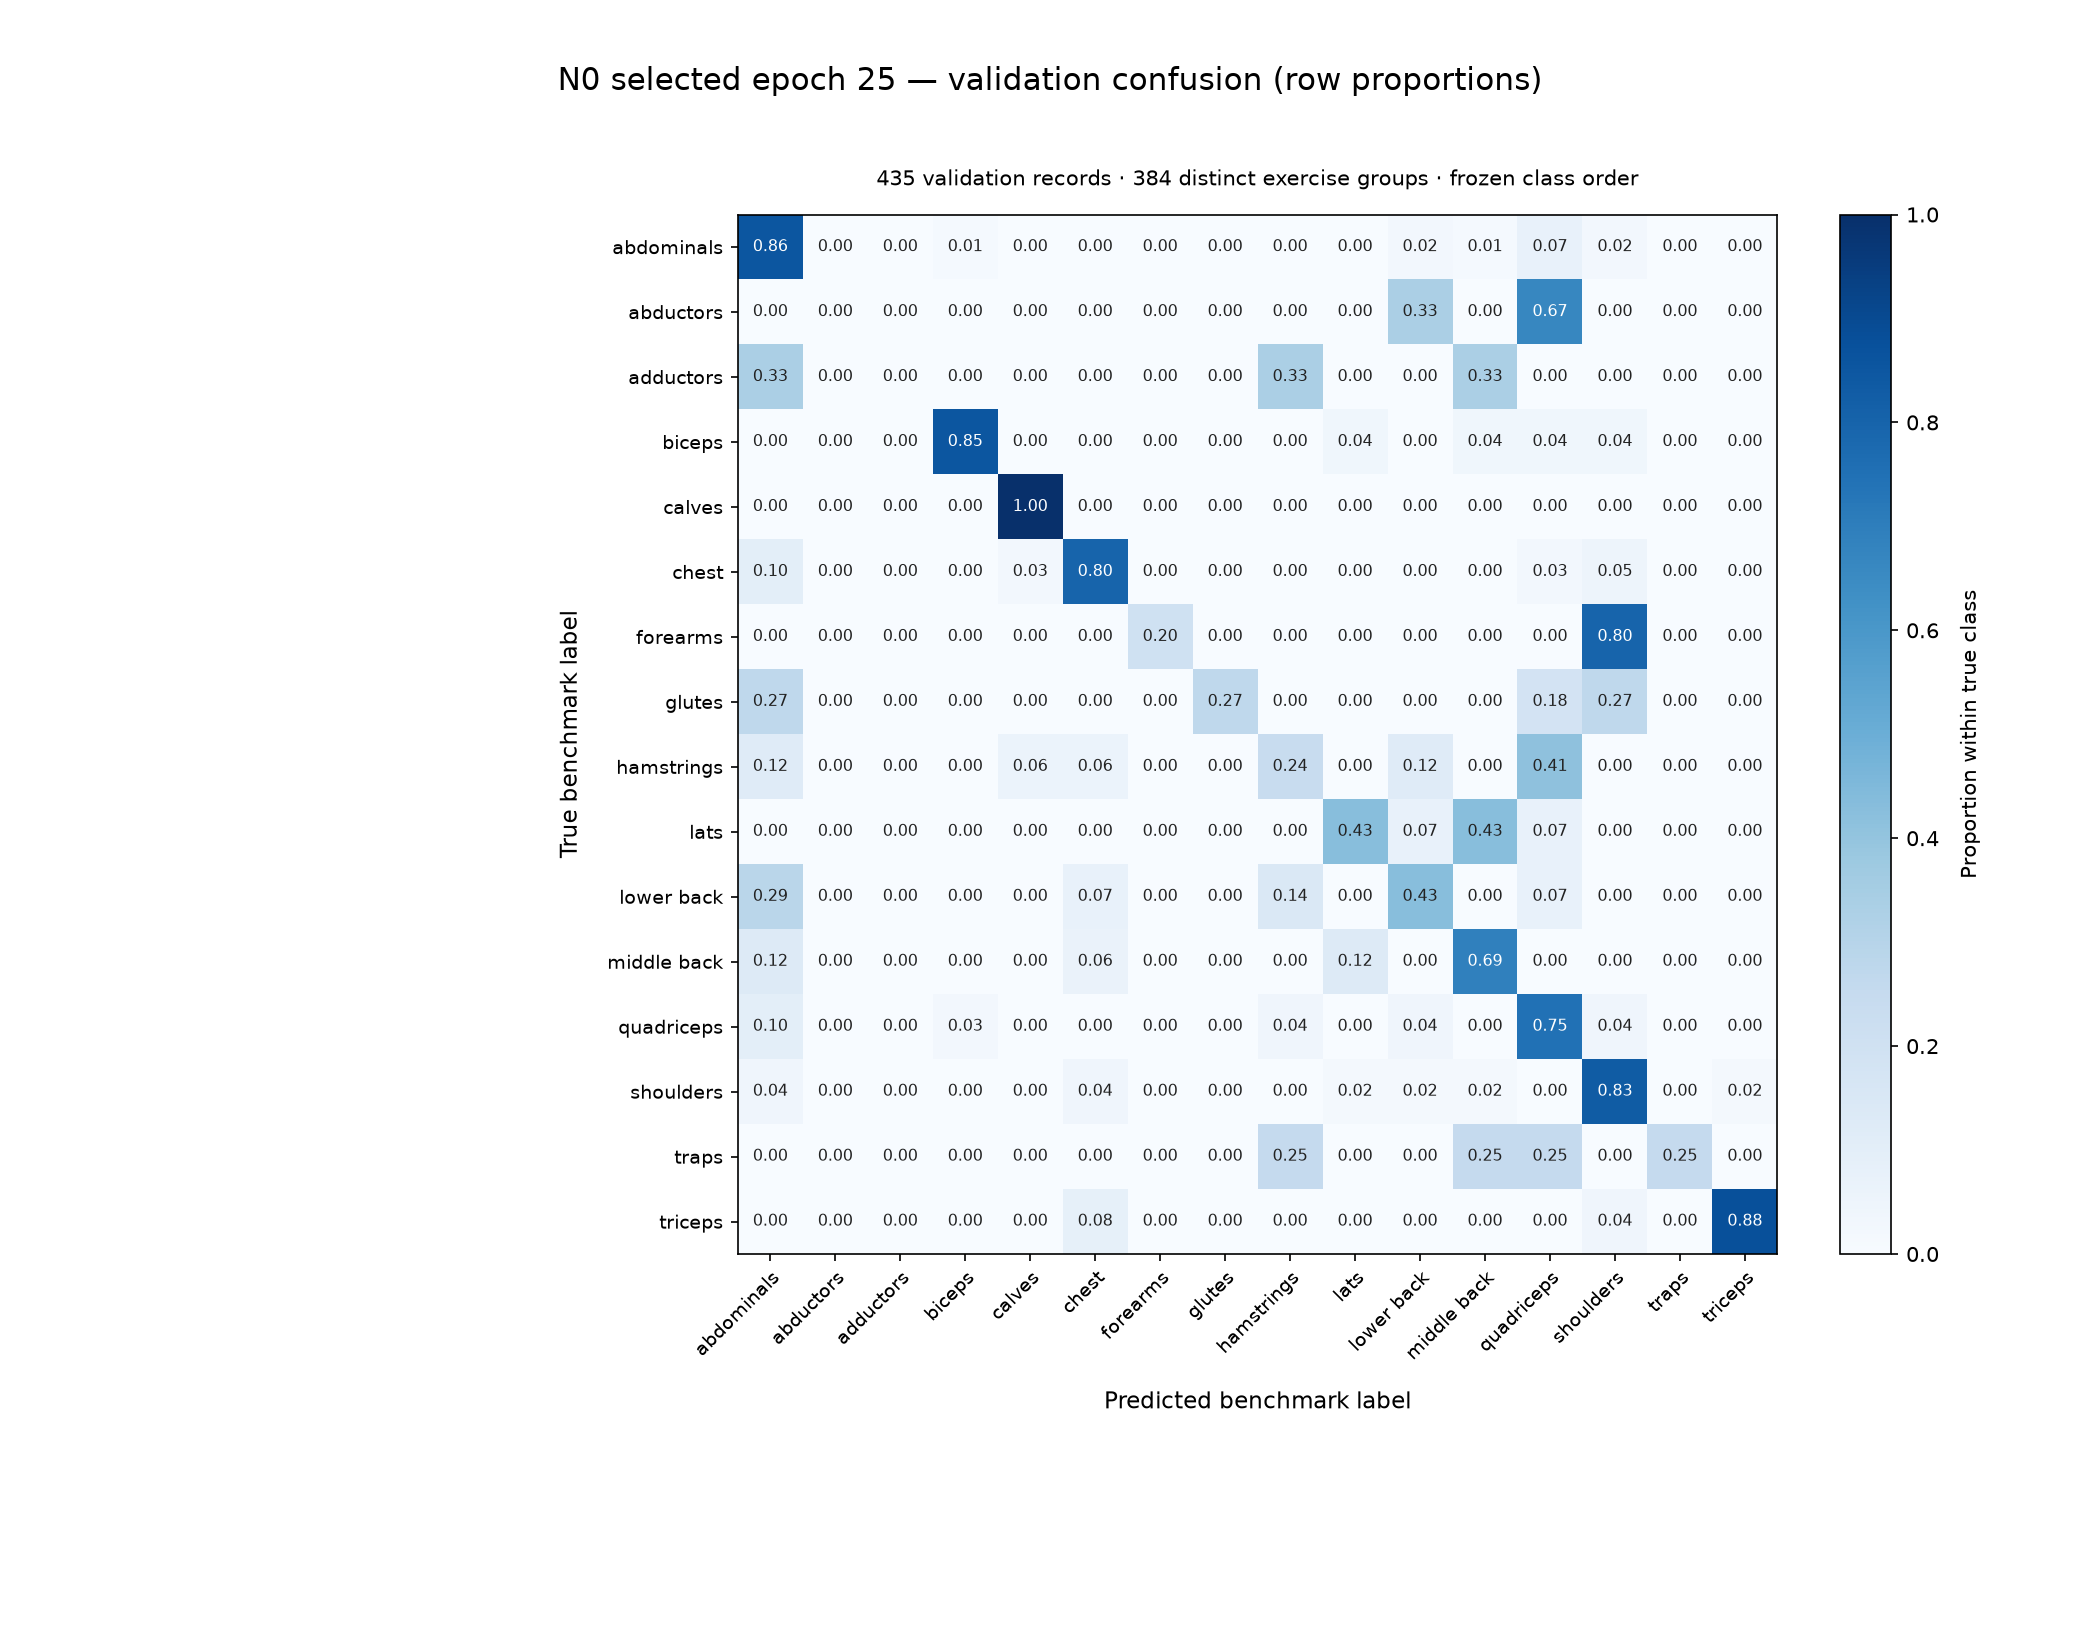 N0 selected epoch 25 — validation confusion (row proportions)
435 validation records · 384 distinct exercise groups · frozen class order
True benchmark label
abdominals 0.86 0.00 0.00 0.01 0.00 0.00 0.00 0.00 0.00 0.00 0.02 0.01 0.07 0.02 0.00 0.00
abductors 0.00 0.00 0.00 0.00 0.00 0.00 0.00 0.00 0.00 0.00 0.33 0.00 0.67 0.00 0.00 0.00
adductors 0.33 0.00 0.00 0.00 0.00 0.00 0.00 0.00 0.33 0.00 0.00 0.33 0.00 0.00 0.00 0.00
biceps 0.00 0.00 0.00 0.85 0.00 0.00 0.00 0.00 0.00 0.04 0.00 0.04 0.04 0.04 0.00 0.00
calves 0.00 0.00 0.00 0.00 1.00 0.00 0.00 0.00 0.00 0.00 0.00 0.00 0.00 0.00 0.00 0.00
chest 0.10 0.00 0.00 0.00 0.03 0.80 0.00 0.00 0.00 0.00 0.00 0.00 0.03 0.05 0.00 0.00
forearms 0.00 0.00 0.00 0.00 0.00 0.00 0.20 0.00 0.00 0.00 0.00 0.00 0.00 0.80 0.00 0.00
glutes 0.27 0.00 0.00 0.00 0.00 0.00 0.00 0.27 0.00 0.00 0.00 0.00 0.18 0.27 0.00 0.00
hamstrings 0.12 0.00 0.00 0.00 0.06 0.06 0.00 0.00 0.24 0.00 0.12 0.00 0.41 0.00 0.00 0.00
lats 0.00 0.00 0.00 0.00 0.00 0.00 0.00 0.00 0.00 0.43 0.07 0.43 0.07 0.00 0.00 0.00
lower back 0.29 0.00 0.00 0.00 0.00 0.07 0.00 0.00 0.14 0.00 0.43 0.00 0.07 0.00 0.00 0.00
middle back 0.12 0.00 0.00 0.00 0.00 0.06 0.00 0.00 0.00 0.12 0.00 0.69 0.00 0.00 0.00 0.00
quadriceps 0.10 0.00 0.00 0.03 0.00 0.00 0.00 0.00 0.04 0.00 0.04 0.00 0.75 0.04 0.00 0.00
shoulders 0.04 0.00 0.00 0.00 0.00 0.04 0.00 0.00 0.00 0.02 0.02 0.02 0.00 0.83 0.00 0.02
traps 0.00 0.00 0.00 0.00 0.00 0.00 0.00 0.00 0.25 0.00 0.00 0.25 0.25 0.00 0.25 0.00
triceps 0.00 0.00 0.00 0.00 0.00 0.08 0.00 0.00 0.00 0.00 0.00 0.00 0.00 0.04 0.00 0.88
abdominals abductors adductors biceps calves chest forearms glutes hamstrings lats lower back middle back quadriceps shoulders traps triceps
Predicted benchmark label
1.0
0.8
0.6
0.4
0.2
0.0
Proportion within true class